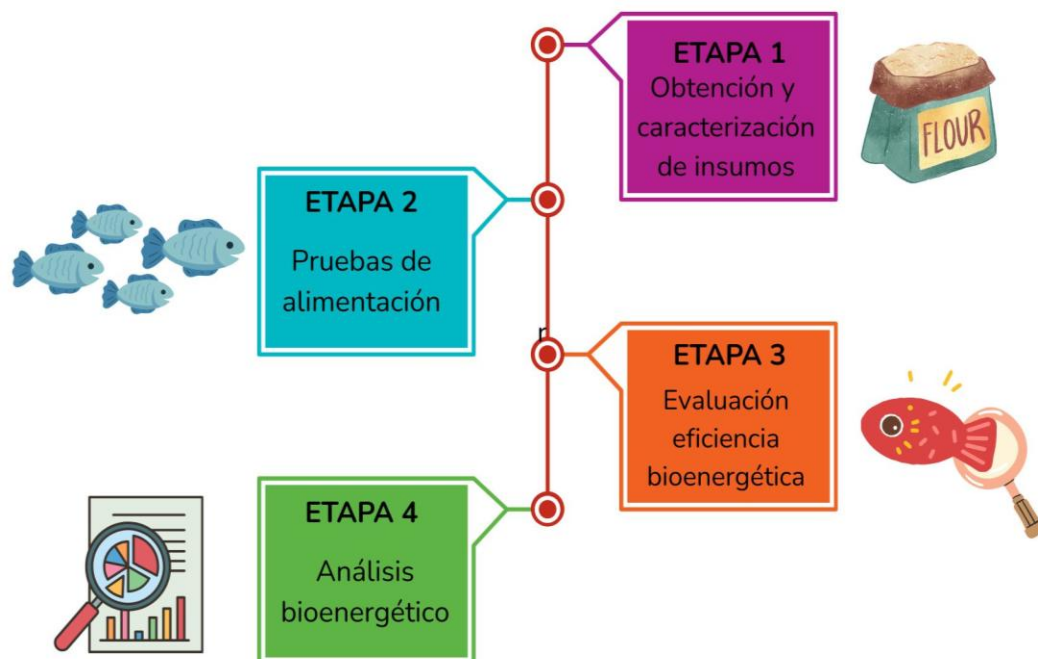 ETAPA 1
Obtención y
caracterización
de insumos
FLOUR
ETAPA 2
Pruebas de
alimentación
r
ETAPA 3
Evaluación
eficiencia
bioenergética
ETAPA 4
Análisis
bioenergético